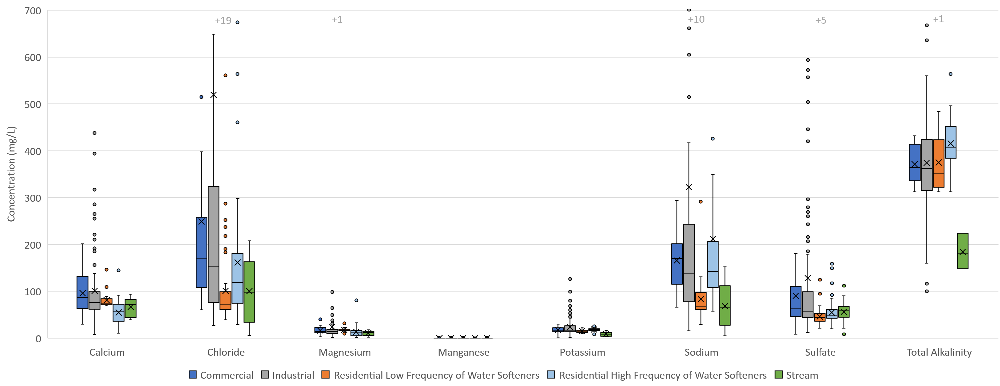 700
600
500
400
300
200
100
0
Concentration (mg/L)
+19
+1
+10
+5
+1
Calcium
Chloride
Magnesium
Manganese
Potassium
Sodium
Sulfate
Total Alkalinity
Commercial
Industrial
Residential Low Frequency of Water Softeners
Residential High Frequency of Water Softeners
Stream